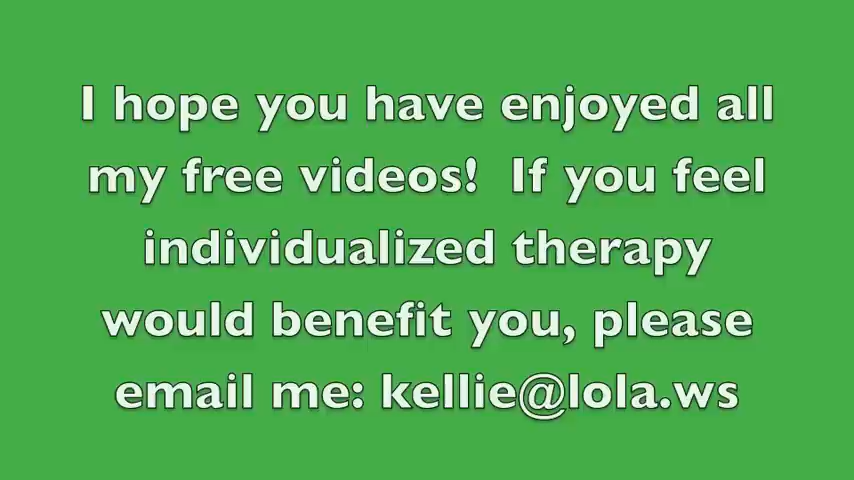 I hope you have enjoyed all
my free videos!  If you feel
individualized therapy
would benefit you, please
email me: kellie@lola.ws